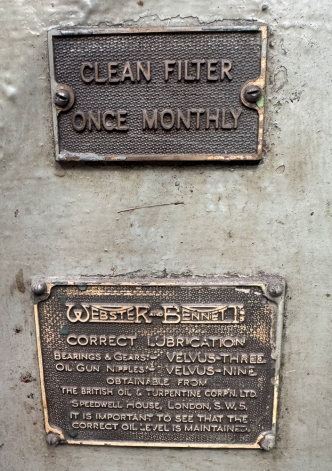 CLEAN FILTER
ONCE MONTHLY
WEBSTER AND BENNETT LTD
CORRECT LUBRICATION
BEARINGS & GEARS:- VELVUS-THREE
OIL GUN NIPPLES:- VELVUS-NINE
OBTAINABLE FROM
THE BRITISH OIL & TURPENTINE CORPN. LTD.
SPEEDWELL HOUSE, LONDON, S.W.5.
IT IS IMPORTANT TO SEE THAT THE
CORRECT OIL LEVEL IS MAINTAINED.